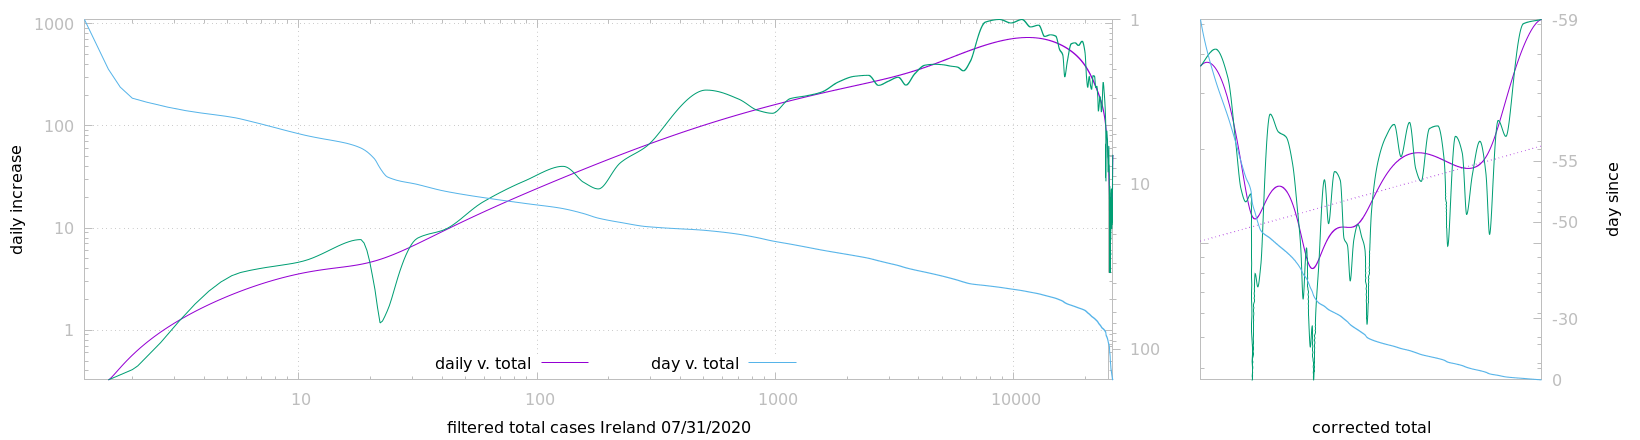 1000
100
10
1
daily increase
10
100
1000
10000
filtered total cases Ireland 07/31/2020
daily v. total
day v. total
1
10
100
-59
-55
-50
-30
0
day since
corrected total